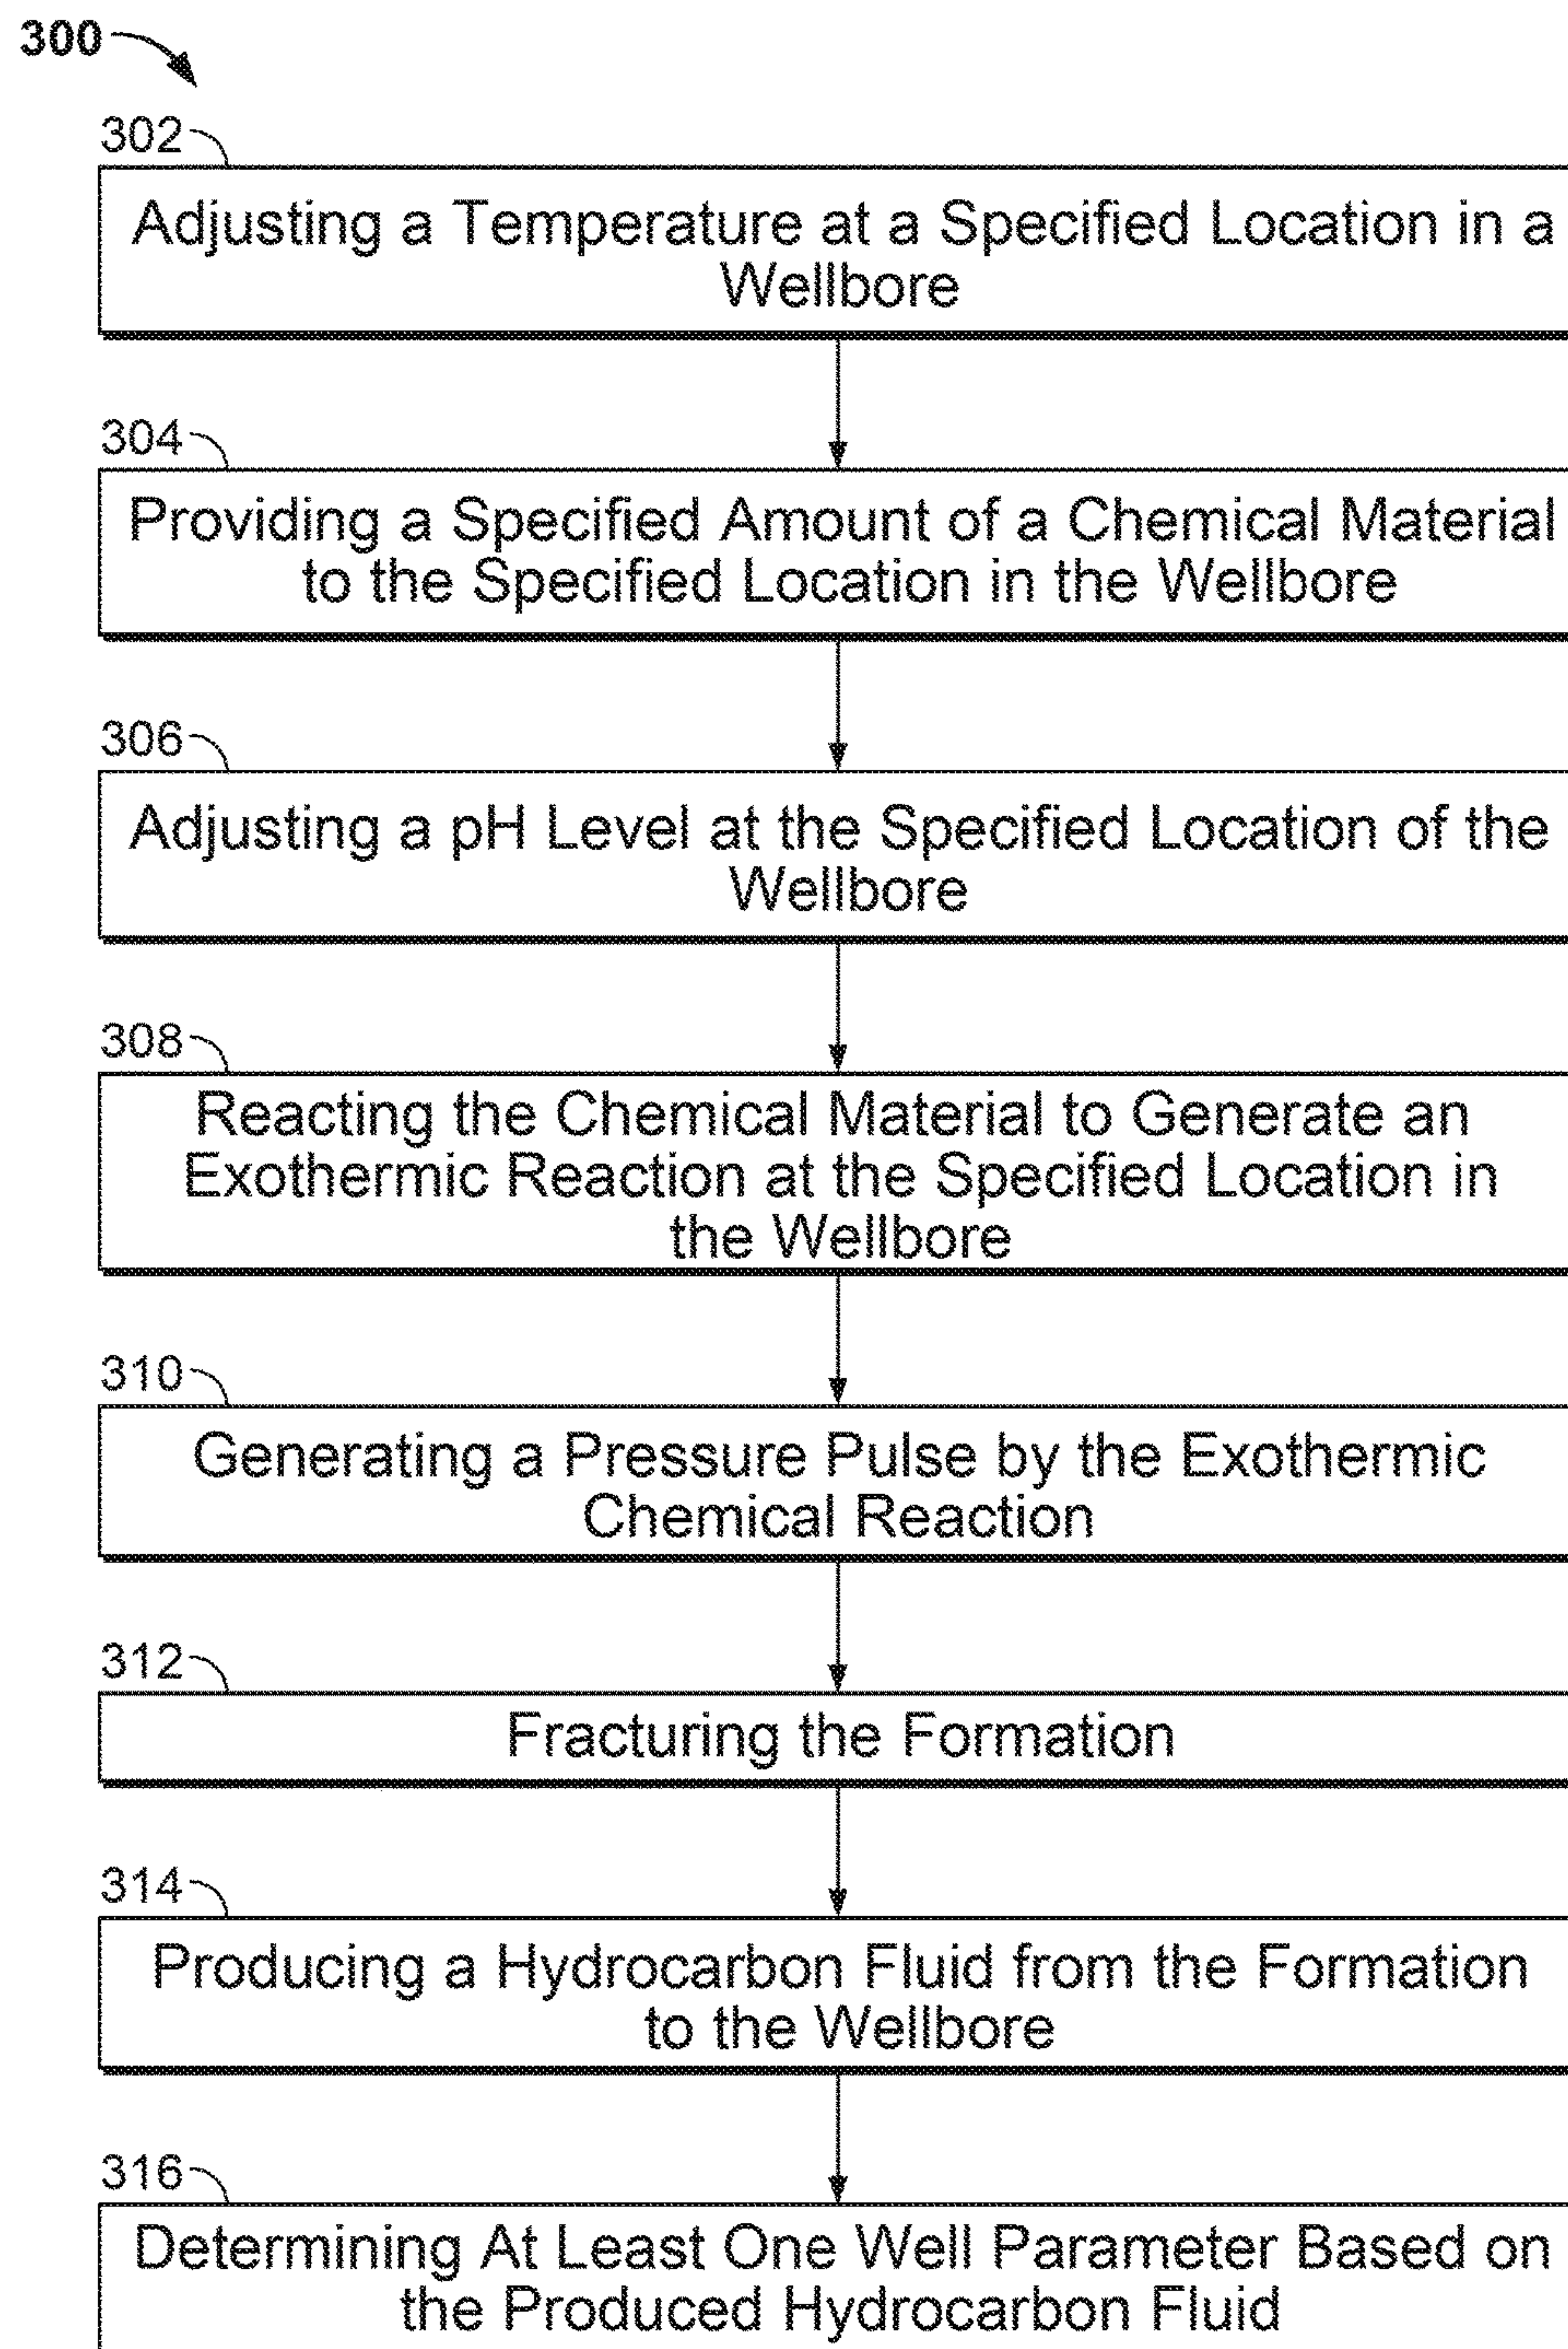 300
302
Adjusting a Temperature at a Specified Location in a
Wellbore
304
Providing a Specified Amount of a Chemical Material
to the Specified Location in the Wellbore
306
Adjusting a pH Level at the Specified Location of the
Wellbore
308
Reacting the Chemical Material to Generate an
Exothermic Reaction at the Specified Location in
the Wellbore
310
Generating a Pressure Pulse by the Exothermic
Chemical Reaction
312
Fracturing the Formation
314
Producing a Hydrocarbon Fluid from the Formation
to the Wellbore
316
Determining At Least One Well Parameter Based on
the Produced Hydrocarbon Fluid